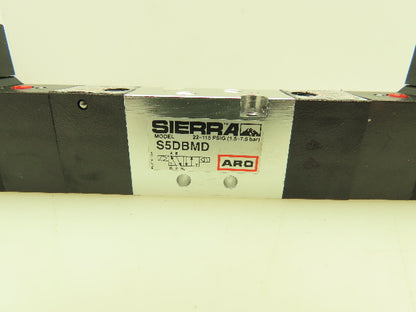 SIERRA
MODEL 22-115 PSIG (1.5-7.5 bar)
S5DBMD
ARO